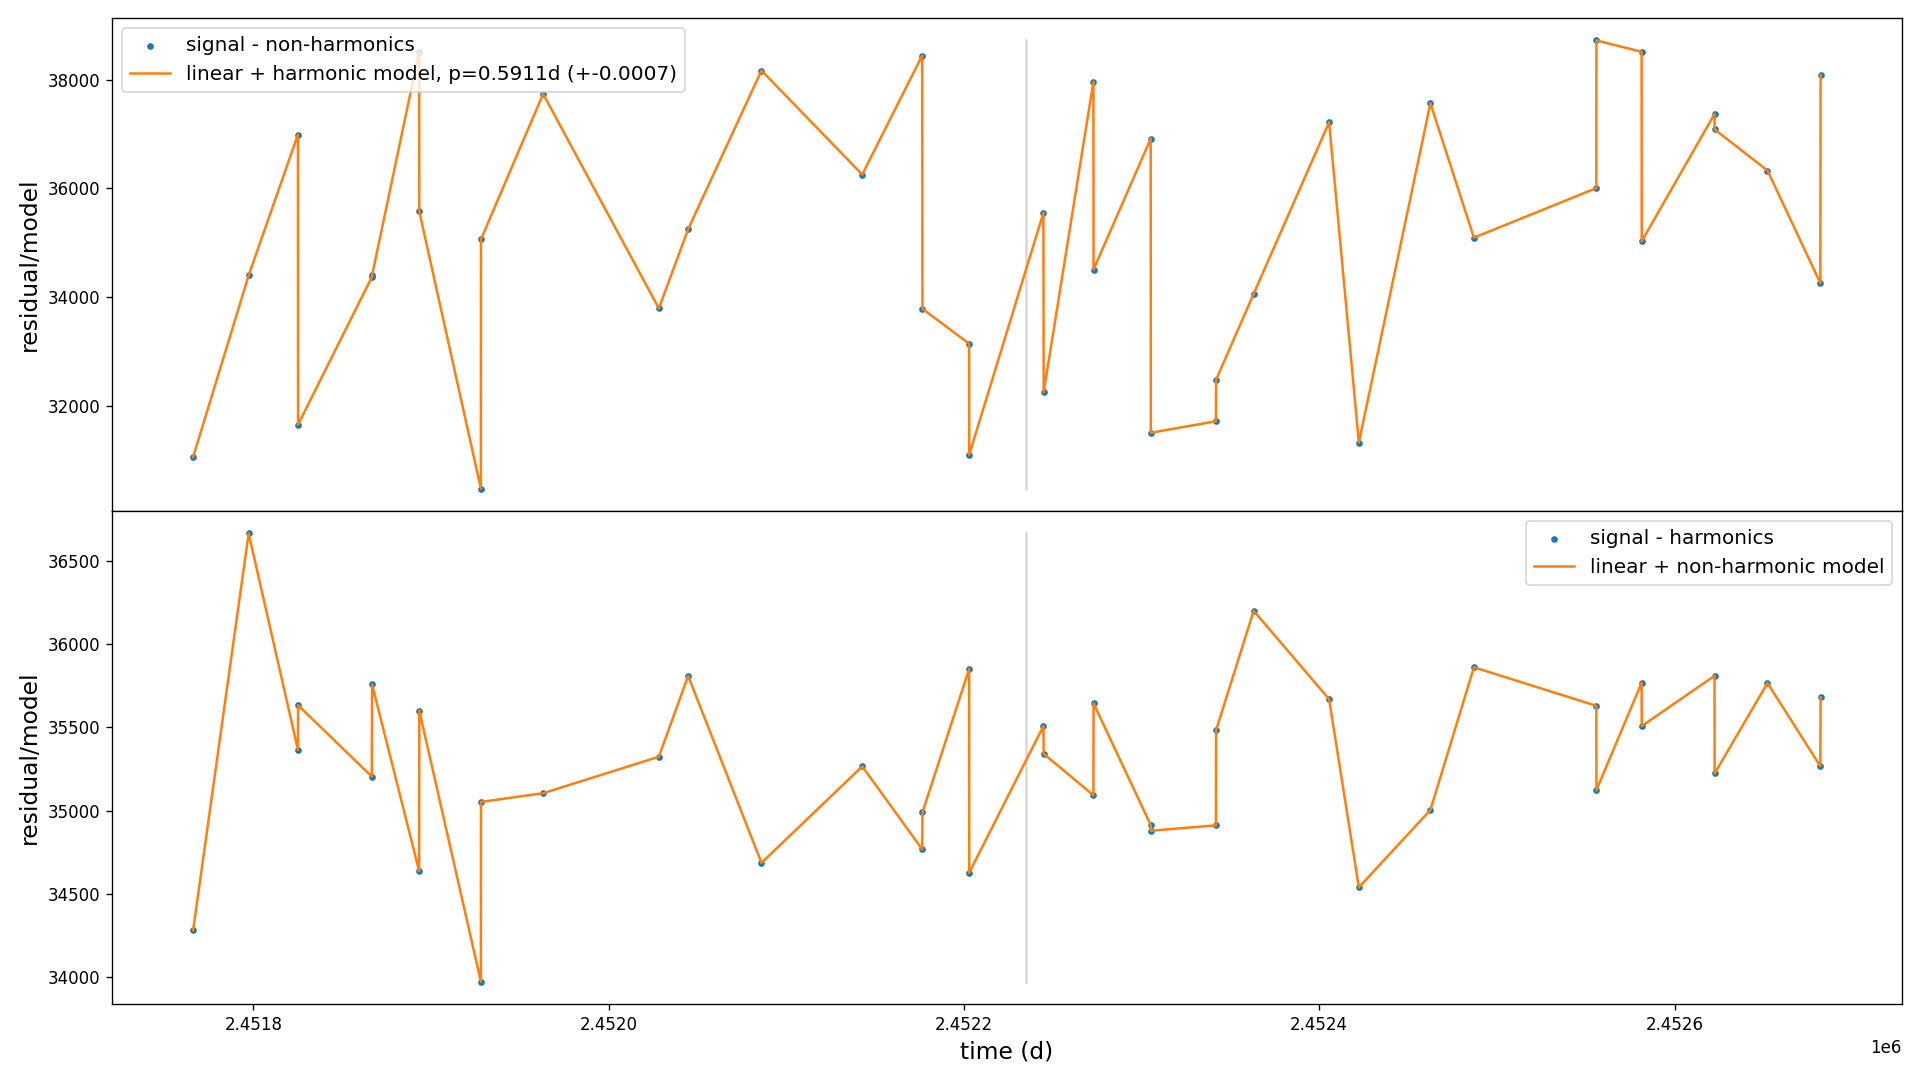 signal - non-harmonics
linear + harmonic model, p=0.5911d (+-0.0007)
38000
36000
34000
32000
residual/model
signal - harmonics
linear + non-harmonic model
36500
36000
35500
35000
34500
34000
residual/model
2.4518
2.4520
2.4522
2.4524
2.4526
time (d)
1e6